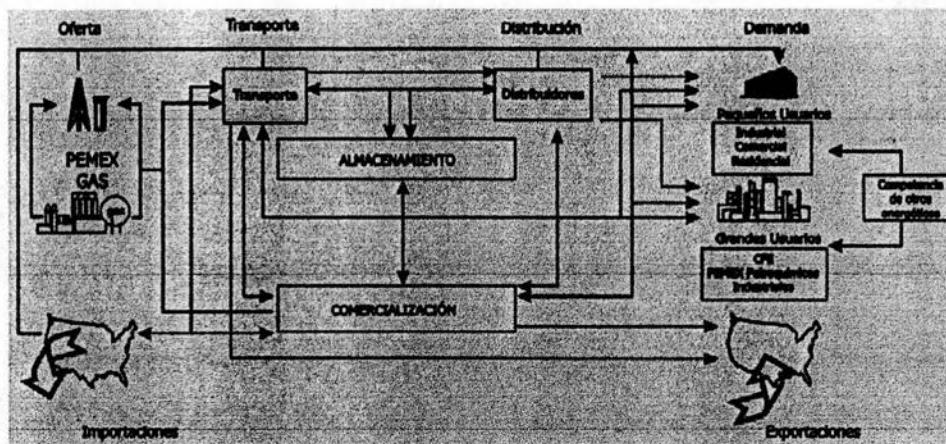 Oferta
Transporte
Distribución
Demanda
Transporte
Distribuidores
PEMEX
GAS
ALMACENAMIENTO
Pequeños Usuarios
Industrial
Comercial
Residencial
Competencia
de otros
energéticos
Grandes Usuarios
CFE
PEMEX Petroquímicos
Industriales
COMERCIALIZACIÓN
Importaciones
Exportaciones